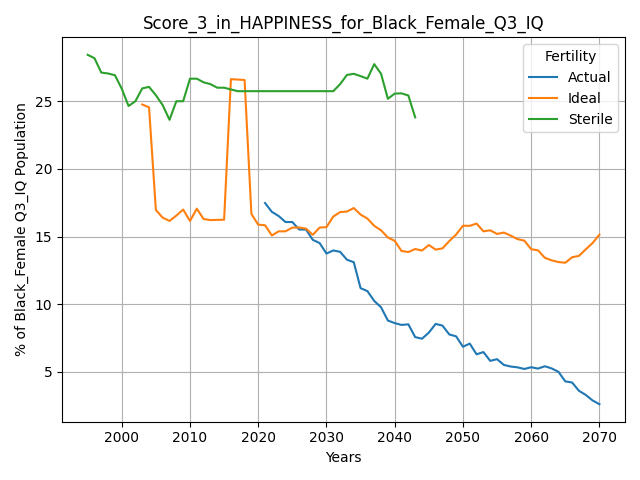 Score_3_in_HAPPINESS_for_Black_Female_Q3_IQ
% of Black_Female Q3_IQ Population
25
20
15
10
5
Fertility
Actual
Ideal
Sterile
2000 2010 2020 2030 2040 2050 2060 2070
Years